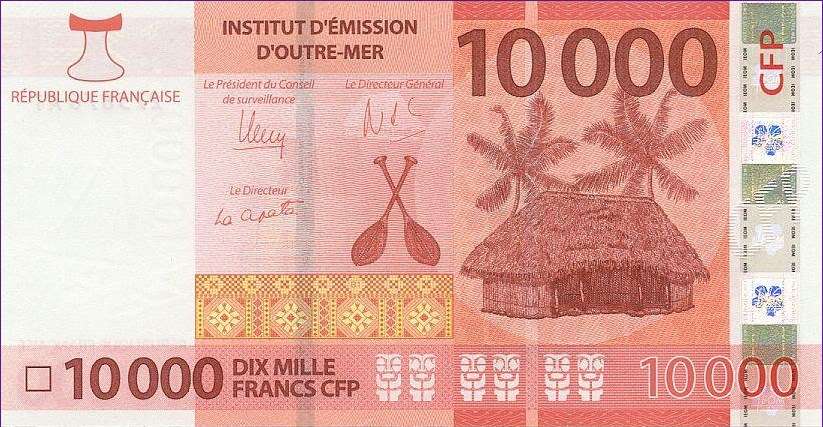 INSTITUT D'ÉMISSION
D'OUTRE-MER
10 000
CFP
RÉPUBLIQUE FRANÇAISE
Le Président du Conseil
de surveillance
Le Directeur Général
Le Directeur
10 000
DIX MILLE
FRANCS CFP
10 000
IEOM